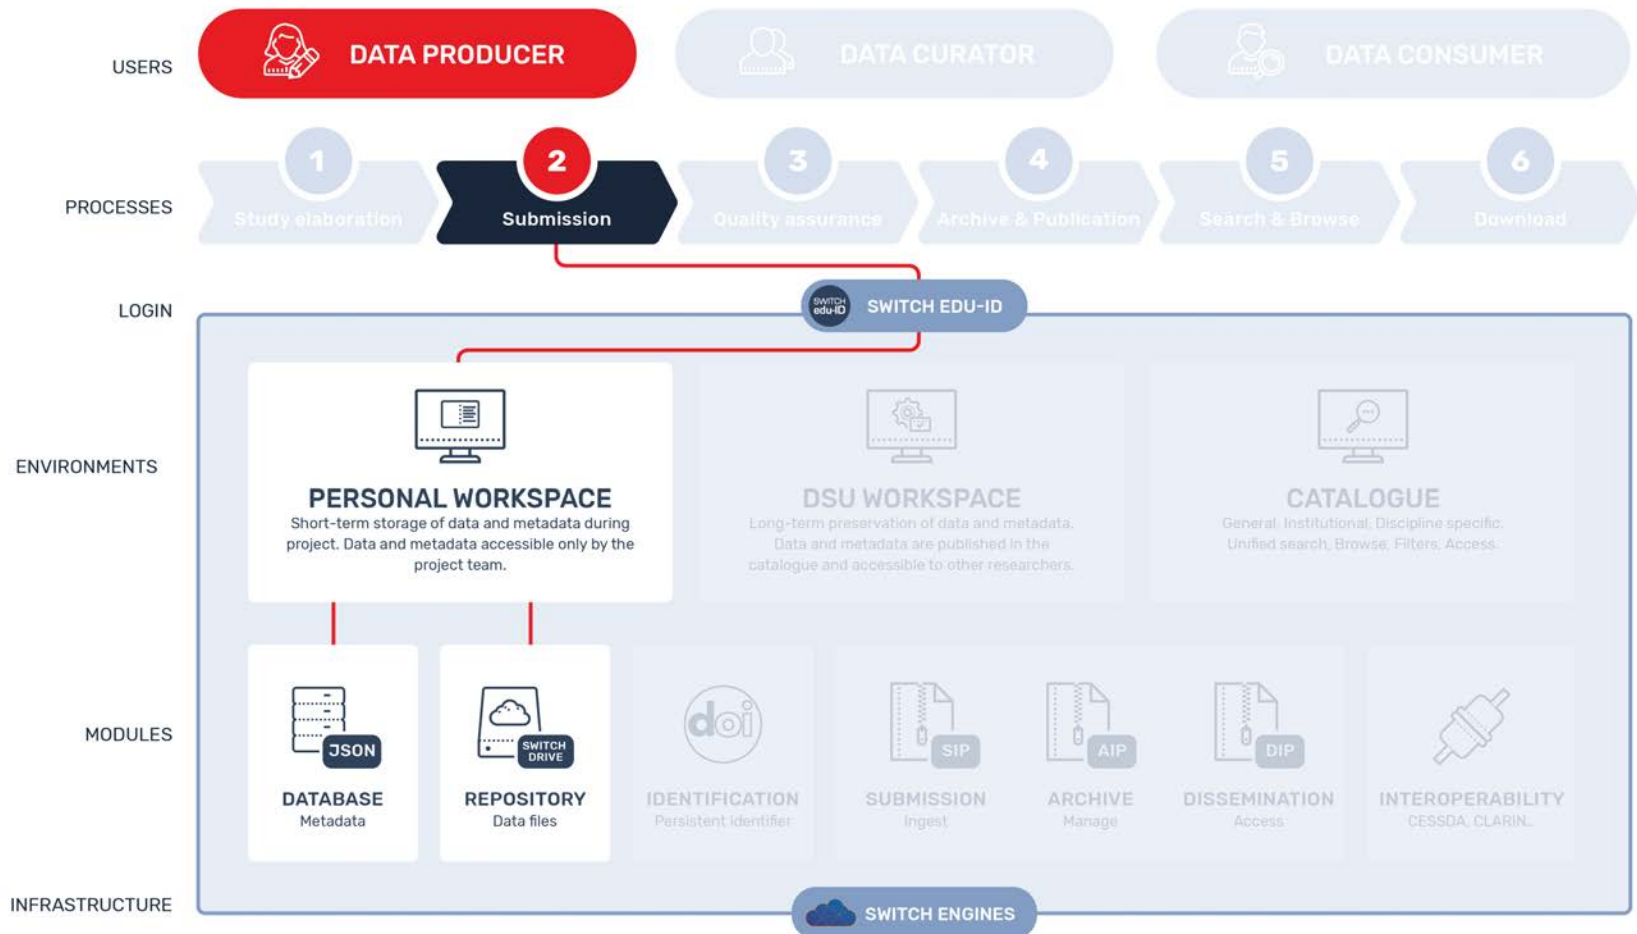 USERS
DATA PRODUCER
DATA CURATOR
DATA CONSUMER
PROCESSES
1
Study elaboration
2
Submission
3
Quality assurance
4
Archive & Publication
5
Search & Browse
6
Download
LOGIN
SWITCH
edu-ID
SWITCH EDU-ID
ENVIRONMENTS
PERSONAL WORKSPACE
Short-term storage of data and metadata during
project. Data and metadata accessible only by the
project team.
DSU WORKSPACE
Long-term preservation of data and metadata.
Data and metadata are published in the
catalogue and accessible to other researchers.
CATALOGUE
General, Institutional, Discipline specific.
Unified search, Browse, Filters, Access.
MODULES
JSON
DATABASE
Metadata
SWITCH
DRIVE
REPOSITORY
Data files
doi
IDENTIFICATION
Persistent identifier
SIP
SUBMISSION
Ingest
AIP
ARCHIVE
Manage
DIP
DISSEMINATION
Access
INTEROPERABILITY
CESSDA, CLARIN...
INFRASTRUCTURE
SWITCH ENGINES